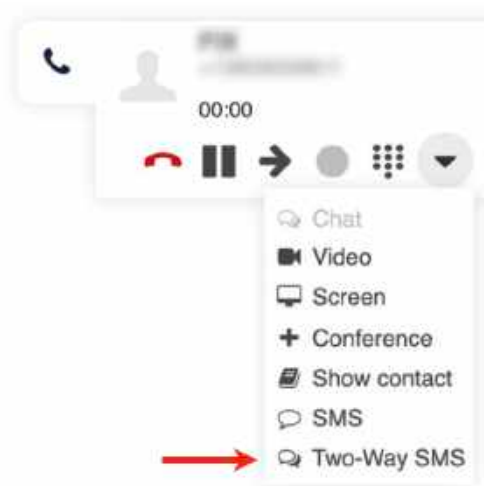 00:00
Chat
Video
Screen
Conference
Show contact
SMS
Two-Way SMS